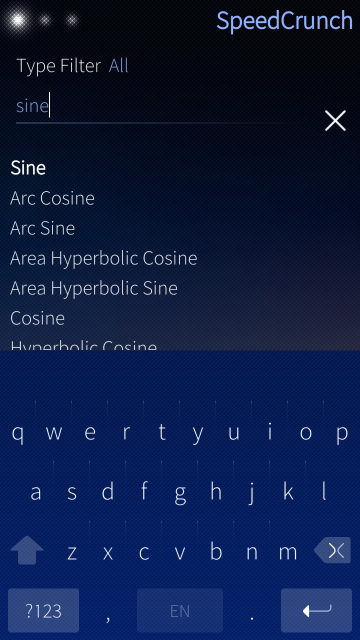 SpeedCrunch
Type Filter All
sine
Sine
Arc Cosine
Arc Sine
Area Hyperbolic Cosine
Area Hyperbolic Sine
Cosine
Hyperbolic Cosine
q w e r t y u i o p
a s d f g h j k l
z x c v b n m
?123 , EN .